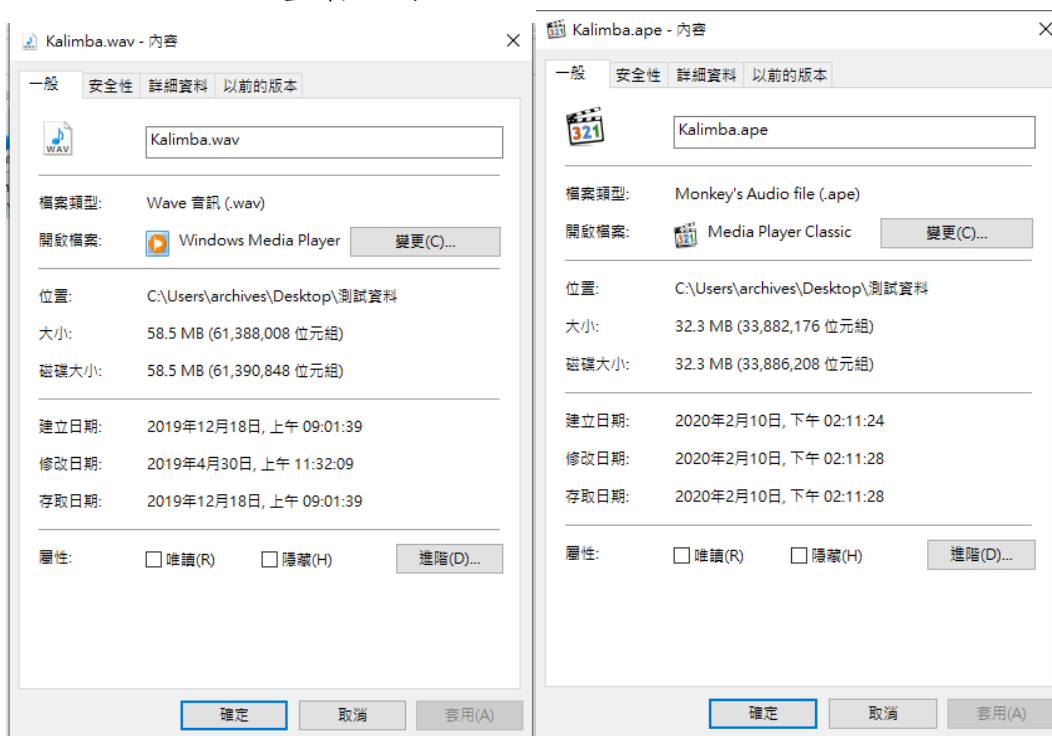 Kalimba.wav - 內容
一般 安全性 詳細資料 以前的版本
WAV
Kalimba.wav
檔案類型: Wave 音訊 (.wav)
開啟檔案: Windows Media Player 變更(C)...
位置: C:\Users\archives\Desktop\測試資料
大小: 58.5 MB (61,388,008 位元組)
磁碟大小: 58.5 MB (61,390,848 位元組)
建立日期: 2019年12月18日, 上午 09:01:39
修改日期: 2019年4月30日, 上午 11:32:09
存取日期: 2019年12月18日, 上午 09:01:39
屬性: 唯讀(R) 隱藏(H) 進階(D)...
確定 取消 套用(A)
321 Kalimba.ape - 內容
一般 安全性 詳細資料 以前的版本
321
Kalimba.ape
檔案類型: Monkey's Audio file (.ape)
開啟檔案: 321 Media Player Classic 變更(C)...
位置: C:\Users\archives\Desktop\測試資料
大小: 32.3 MB (33,882,176 位元組)
磁碟大小: 32.3 MB (33,886,208 位元組)
建立日期: 2020年2月10日, 下午 02:11:24
修改日期: 2020年2月10日, 下午 02:11:28
存取日期: 2020年2月10日, 下午 02:11:28
屬性: 唯讀(R) 隱藏(H) 進階(D)...
確定 取消 套用(A)